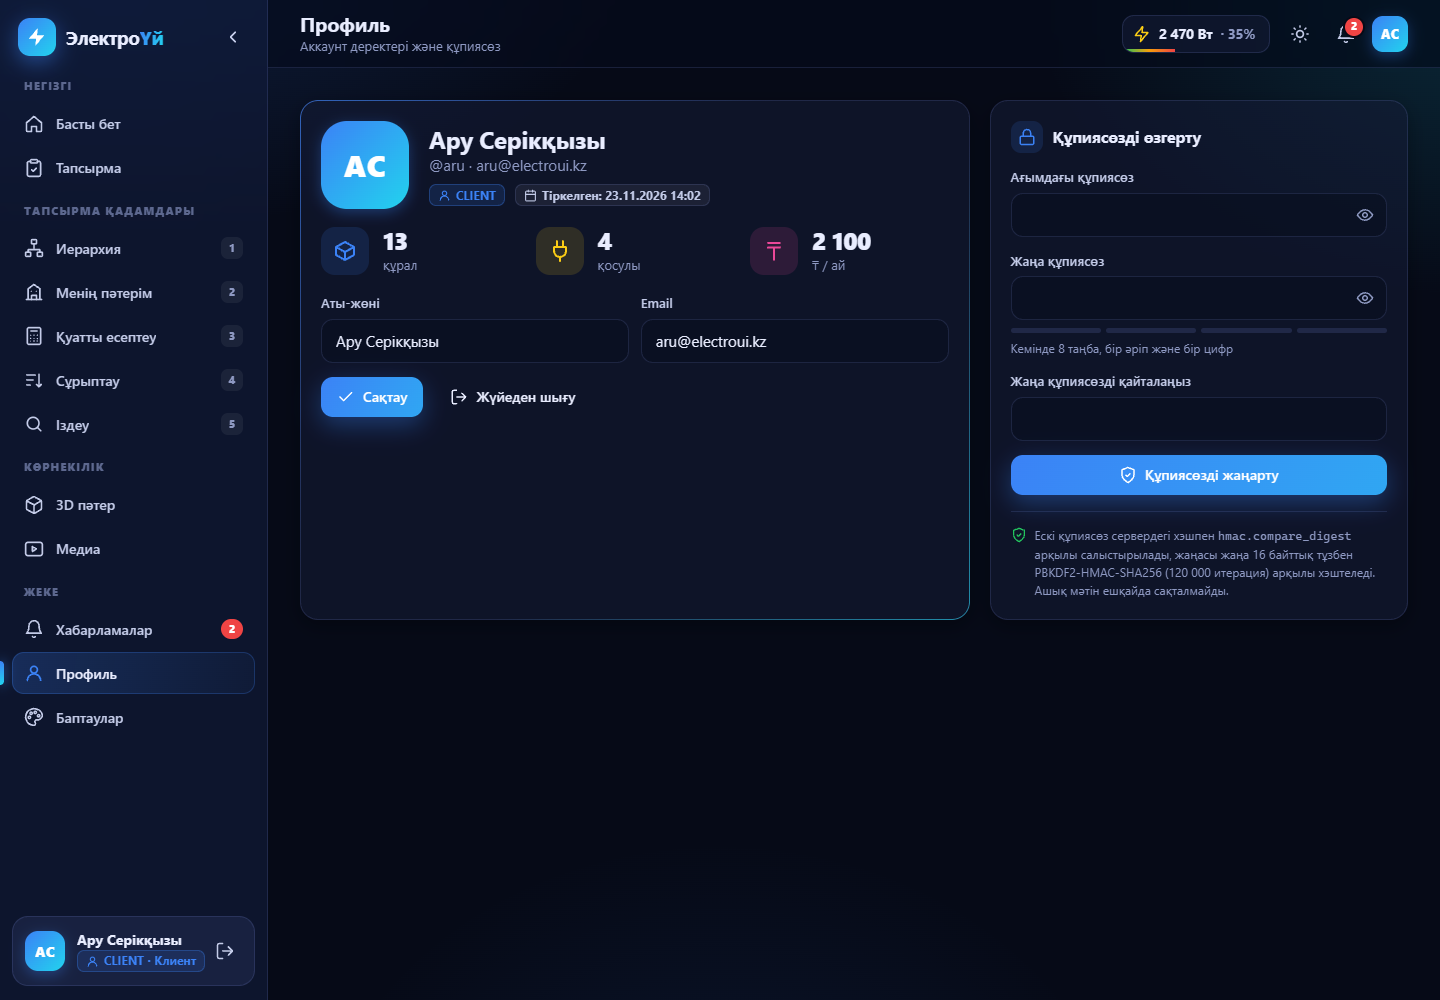 ЭлектроҮй
НЕГІЗГІ
Басты бет
Тапсырма
ТАПСЫРМА ҚАДАМДАРЫ
Иерархия 1
Менің пәтерім 2
Қуатты есептеу 3
Сұрыптау 4
Іздеу 5
КӨРНЕКІЛІК
3D пәтер
Медиа
ЖЕКЕ
Хабарламалар 2
Профиль
Баптаулар
АС
Ару Серікқызы
CLIENT · Клиент
Профиль
Аккаунт деректері және құпиясөз
2 470 Вт · 35%
2
АС
АС
Ару Серікқызы
@aru · aru@electroui.kz
CLIENT
Тіркелген: 23.11.2026 14:02
13
құрал
4
қосулы
2 100
₸ / ай
Аты-жөні
Email
Ару Серікқызы
aru@electroui.kz
Сақтау
Жүйеден шығу
Құпиясөзді өзгерту
Ағымдағы құпиясөз
Жаңа құпиясөз
Кемінде 8 таңба, бір әріп және бір цифр
Жаңа құпиясөзді қайталаңыз
Құпиясөзді жаңарту
Ескі құпиясөз сервердегі хэшпен hmac.compare_digest
арқылы салыстырылады, жаңасы жаңа 16 байттық тұзбен
PBKDF2-HMAC-SHA256 (120 000 итерация) арқылы хэштеледі.
Ашық мәтін ешқайда сақталмайды.